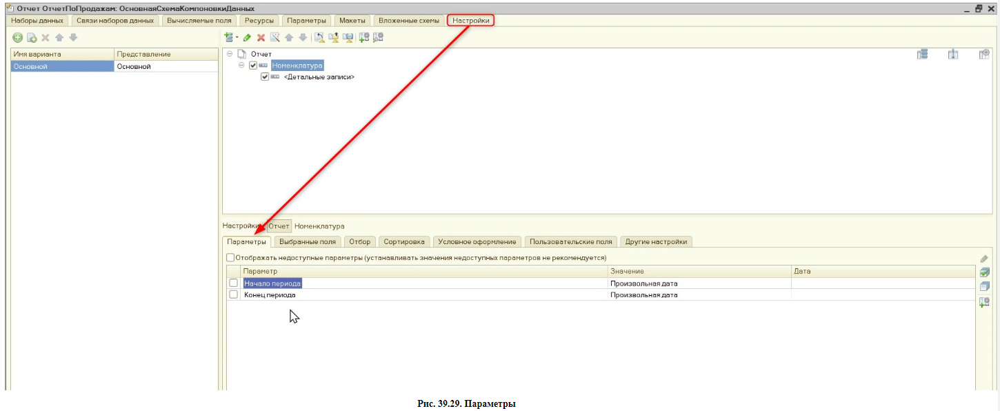 Отчет ОтчетПоПродажам: ОсновнаяСхемаКомпоновкиДанных
Наборы данных Связи наборов данных Вычисляемые поля Ресурсы Параметры Макеты Вложенные схемы Настройки
Имя варианта Представление
Основной Основной
Отчет
Номенклатура
<Детальные записи>
Настройки: Отчет Номенклатура
Параметры Выбранные поля Отбор Сортировка Условное оформление Пользовательские поля Другие настройки
Отображать недоступные параметры (устанавливать значения недоступных параметров не рекомендуется)
Параметр Значение Дата
Начало периода Произвольная дата
Конец периода Произвольная дата
Рис. 39.29. Параметры